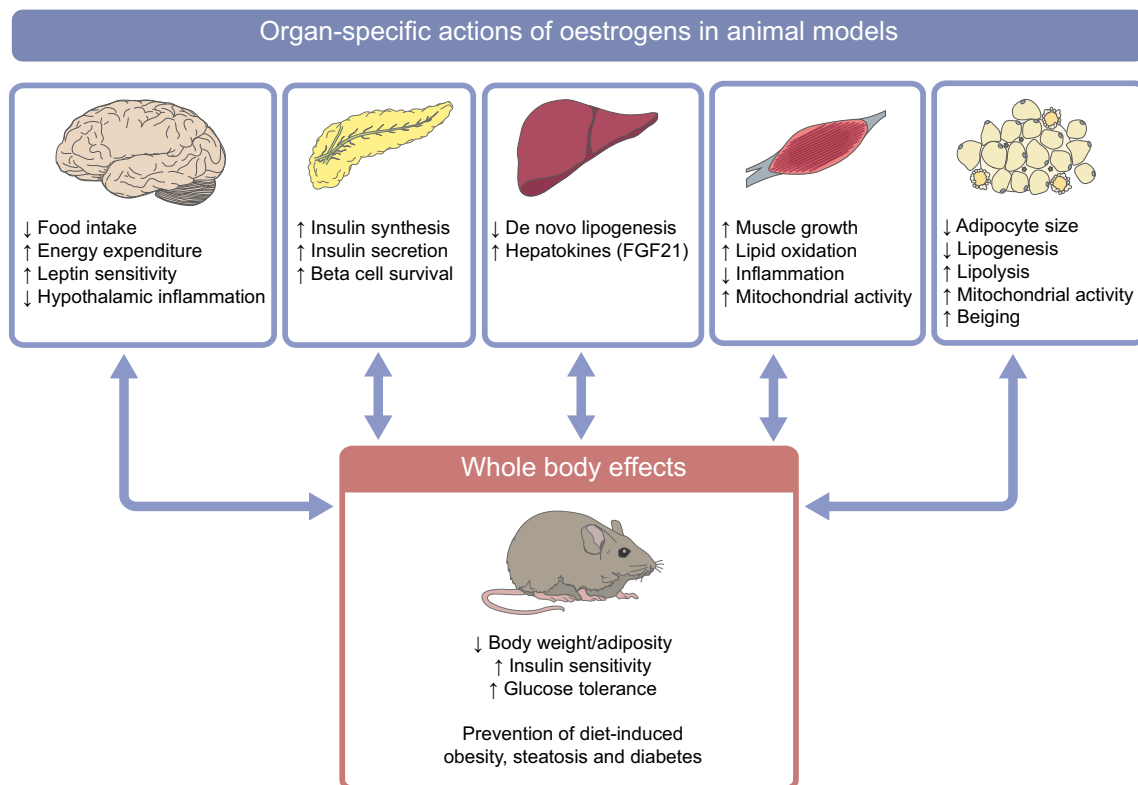 Organ-specific actions of oestrogens in animal models
↓ Food intake
↑ Energy expenditure
↑ Leptin sensitivity
↓ Hypothalamic inflammation
↑ Insulin synthesis
↑ Insulin secretion
↑ Beta cell survival
↓ De novo lipogenesis
↑ Hepatokines (FGF21)
↑ Muscle growth
↑ Lipid oxidation
↓ Inflammation
↑ Mitochondrial activity
↓ Adipocyte size
↓ Lipogenesis
↑ Lipolysis
↑ Mitochondrial activity
↑ Beiging
Whole body effects
↓ Body weight/adiposity
↑ Insulin sensitivity
↑ Glucose tolerance
Prevention of diet-induced
obesity, steatosis and diabetes